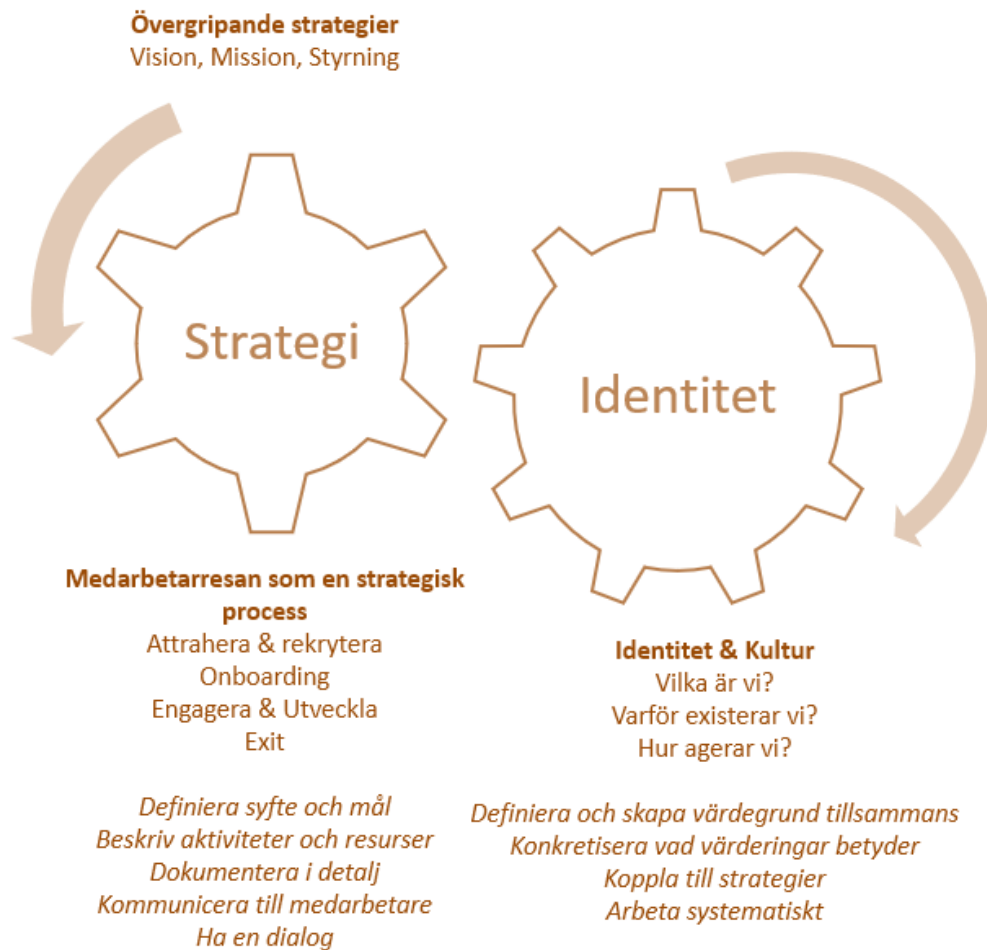 Övergripande strategier
Vision, Mission, Styrning
Strategi
Identitet
Medarbetarresan som en strategisk
process
Attrahera & rekrytera
Onboarding
Engagera & Utveckla
Exit
Definiera syfte och mål
Beskriv aktiviteter och resurser
Dokumentera i detalj
Kommunicera till medarbetare
Ha en dialog
Identitet & Kultur
Vilka är vi?
Varför existerar vi?
Hur agerar vi?
Definiera och skapa värdegrund tillsammans
Konkretisera vad värderingar betyder
Koppla till strategier
Arbeta systematiskt